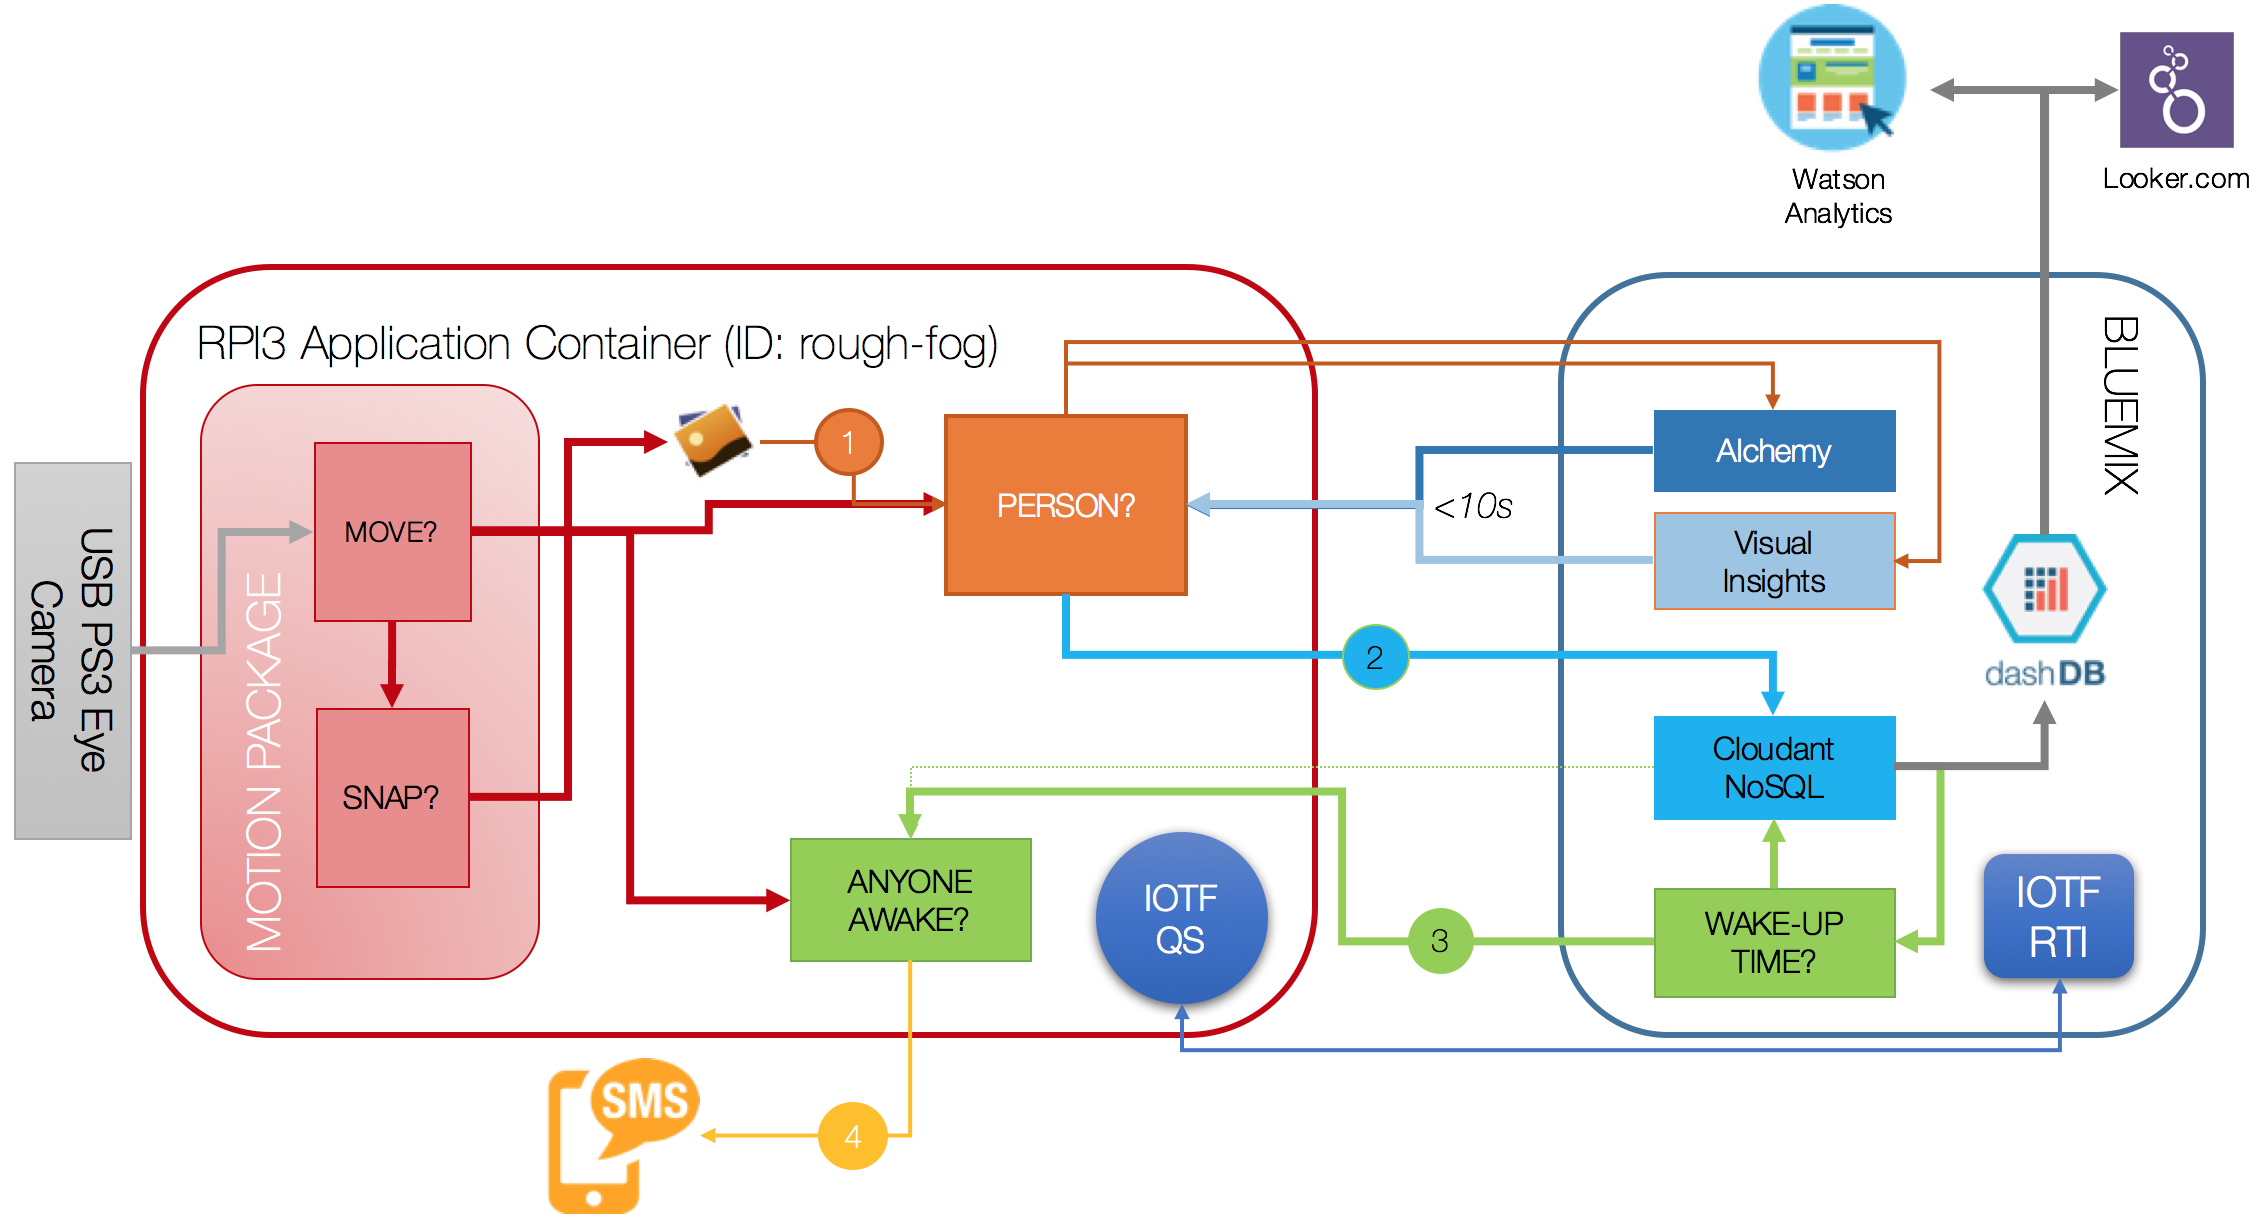 Watson
Analytics
Looker.com
RPI3 Application Container (ID: rough-fog)
BLUEMIX
USB PS3 Eye
Camera
MOTION PACKAGE
MOVE?
SNAP?
1
PERSON?
<10s
Alchemy
Visual
Insights
dashDB
2
Cloudant
NoSQL
ANYONE
AWAKE?
IOTF
QS
3
WAKE-UP
TIME?
IOTF
RTI
SMS
4